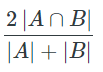 2 |A ∩ B|
|A| + |B|